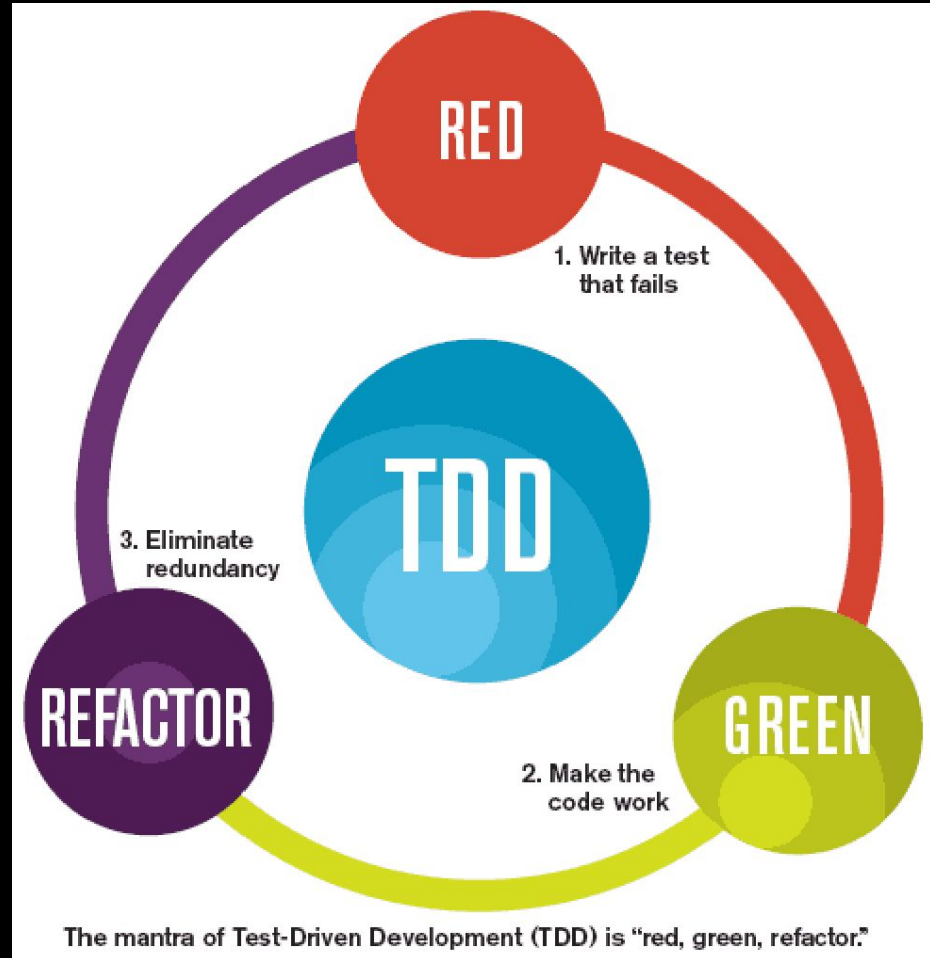 RED
1. Write a test
that fails
TDD
3. Eliminate
redundancy
REFACTOR
GREEN
2. Make the
code work
The mantra of Test-Driven Development (TDD) is “red, green, refactor.”